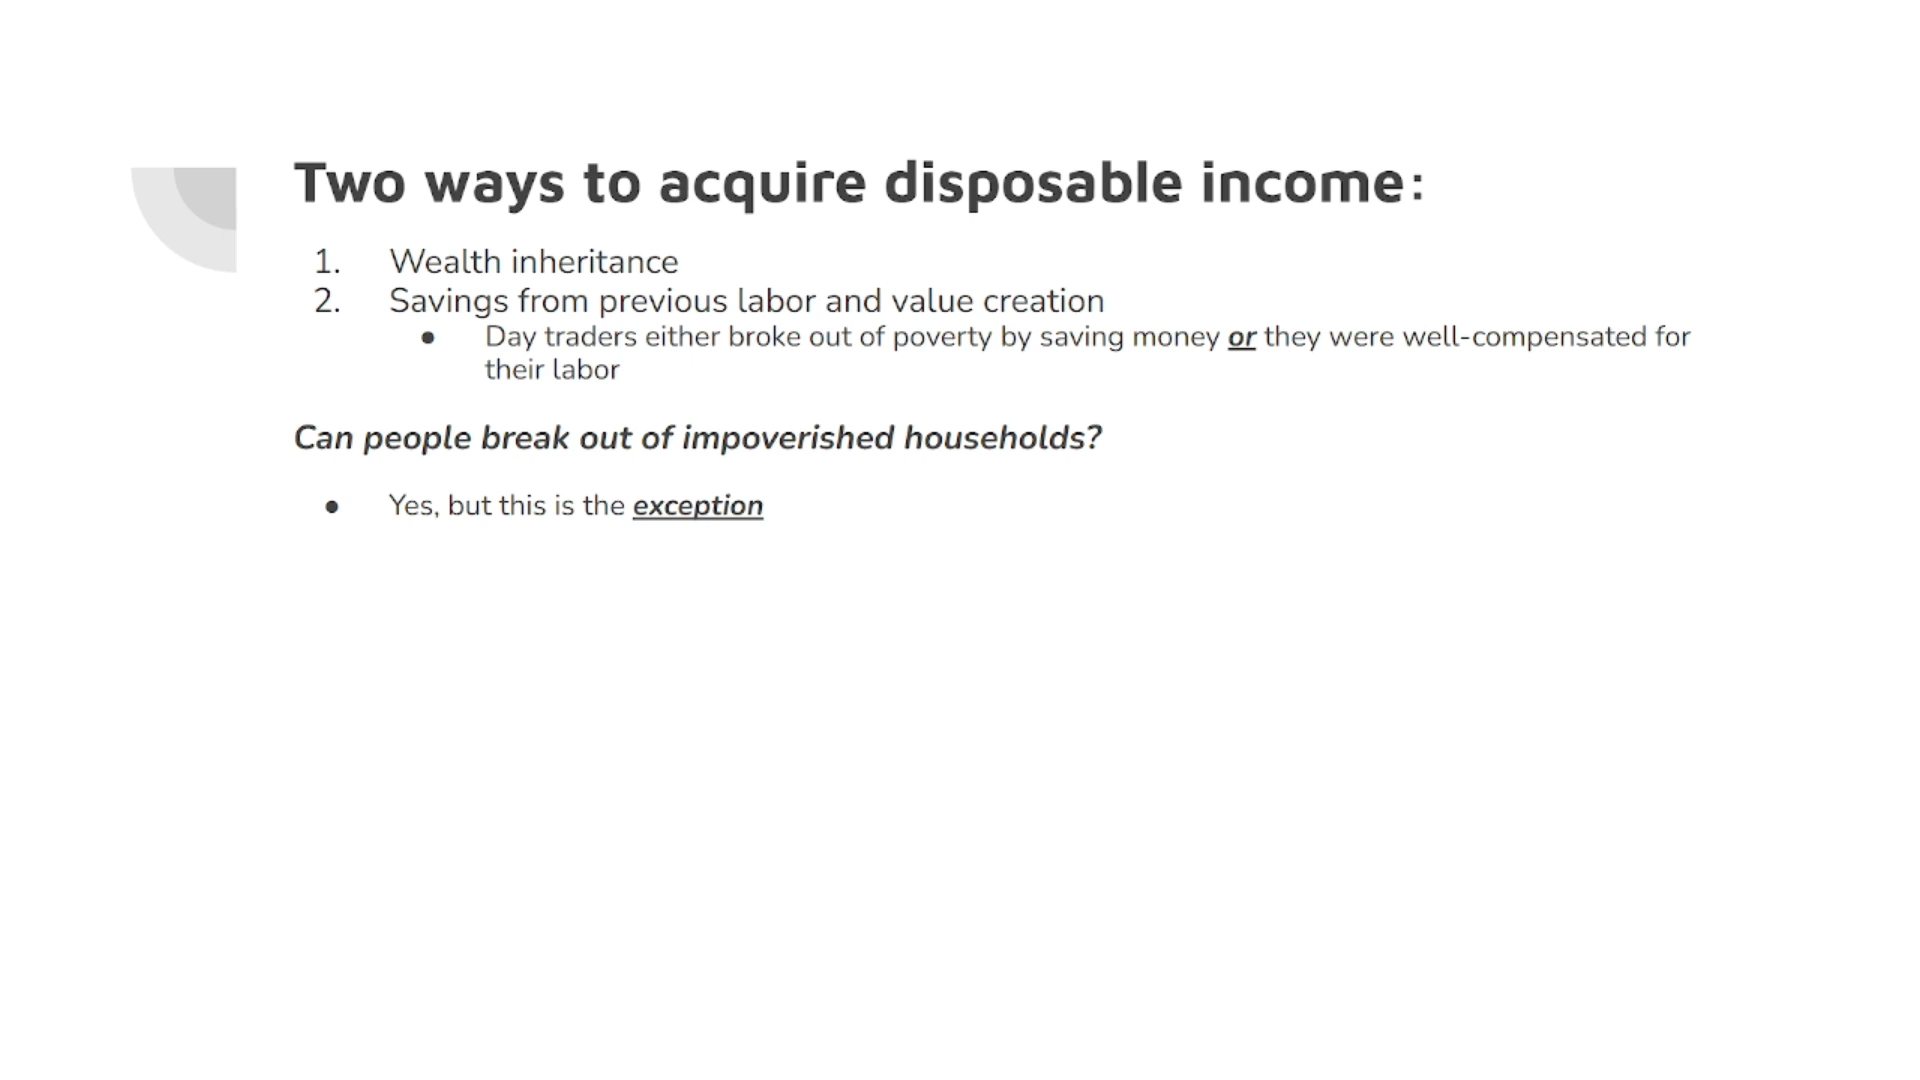 Two ways to acquire disposable income:
1. Wealth inheritance
2. Savings from previous labor and value creation
● Day traders either broke out of poverty by saving money or they were well-compensated for
their labor
Can people break out of impoverished households?
● Yes, but this is the exception